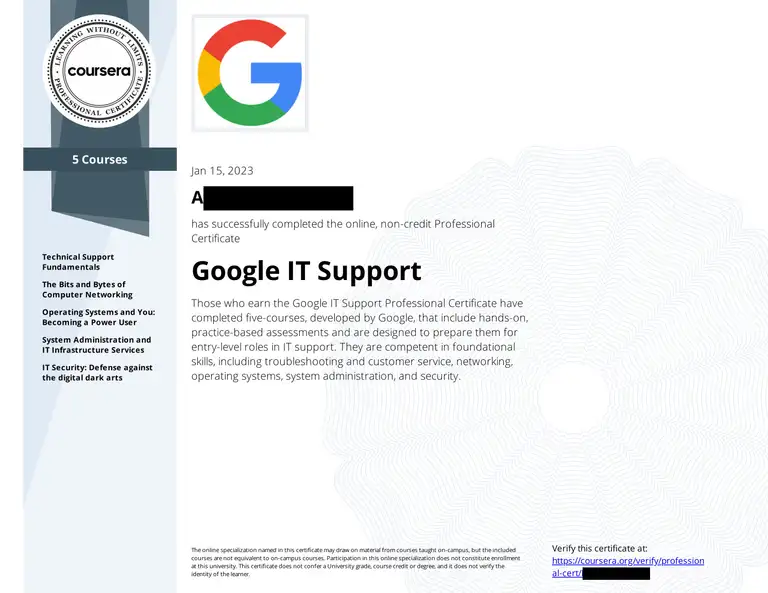 LEARNING WITHOUT LIMITS
coursera
PROFESSIONAL CERTIFICATE
5 Courses
Technical Support
Fundamentals
The Bits and Bytes of
Computer Networking
Operating Systems and You:
Becoming a Power User
System Administration and
IT Infrastructure Services
IT Security: Defense against
the digital dark arts
Jan 15, 2023
A
has successfully completed the online, non-credit Professional
Certificate
Google IT Support
Those who earn the Google IT Support Professional Certificate have
completed five-courses, developed by Google, that include hands-on,
practice-based assessments and are designed to prepare them for
entry-level roles in IT support. They are competent in foundational
skills, including troubleshooting and customer service, networking,
operating systems, system administration, and security.
The online specialization named in this certificate may draw on material from courses taught on-campus, but the included
courses are not equivalent to on-campus courses. Participation in this online specialization does not constitute enrollment
at this university. This certificate does not confer a University grade, course credit or degree, and it does not verify the
identity of the learner.
Verify this certificate at:
https://coursera.org/verify/profession
al-cert/